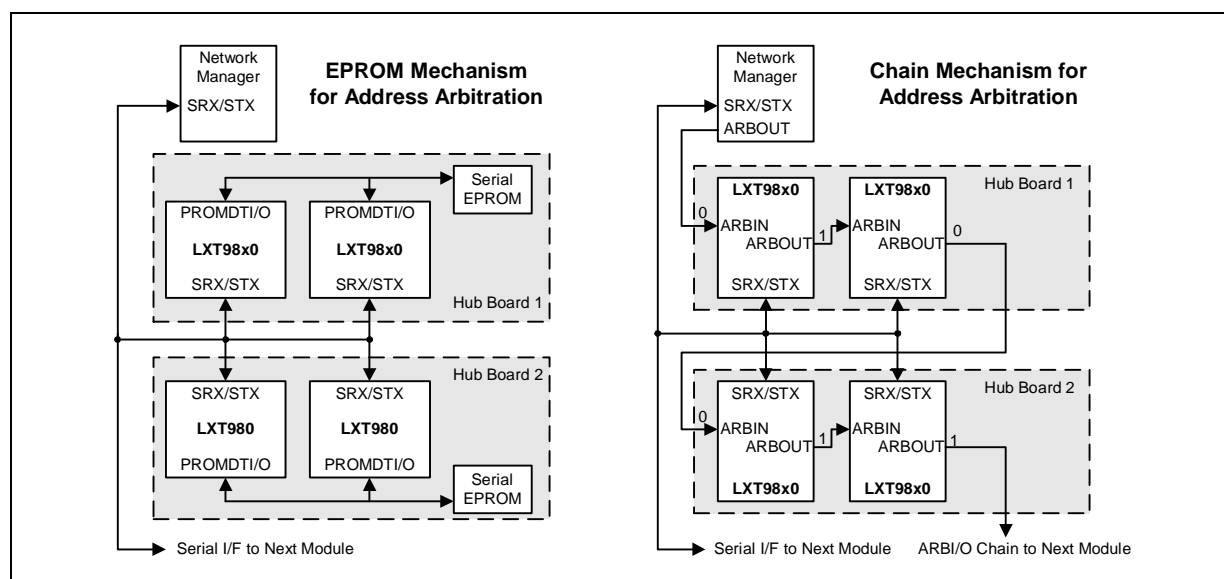 Network
Manager
SRX/STX
EPROM Mechanism
for Address Arbitration
Serial
EPROM
PROMDTI/O
LXT98x0
SRX/STX
PROMDTI/O
LXT98x0
SRX/STX
Hub Board 1
Hub Board 2
SRX/STX
LXT980
PROMDTI/O
SRX/STX
LXT980
PROMDTI/O
Serial
EPROM
Serial I/F to Next Module
Network
Manager
SRX/STX
ARBOUT
Chain Mechanism for
Address Arbitration
Hub Board 1
LXT98x0
0
ARBIN
ARBOUT
1
SRX/STX
LXT98x0
ARBIN
ARBOUT
0
SRX/STX
Hub Board 2
SRX/STX
0
ARBIN
ARBOUT
1
LXT98x0
SRX/STX
ARBIN
ARBOUT
1
LXT98x0
Serial I/F to Next Module
ARBI/O Chain to Next Module